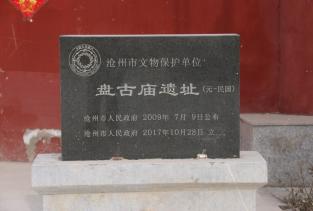 沧州市文物保护单位
盘古庙遗址（元-民国）
沧州市人民政府 2009年 7月 9日公布
沧州市人民政府 2017年10月28日 立